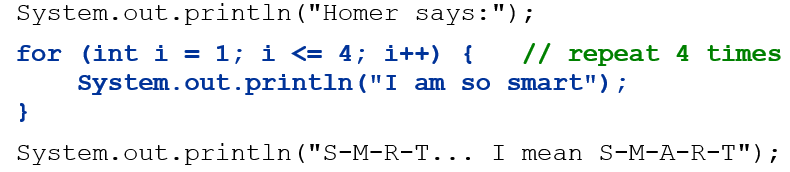 System.out.println("Homer says:");
for (int i = 1; i <= 4; i++) {   // repeat 4 times
    System.out.println("I am so smart");
}
System.out.println("S-M-R-T... I mean S-M-A-R-T");